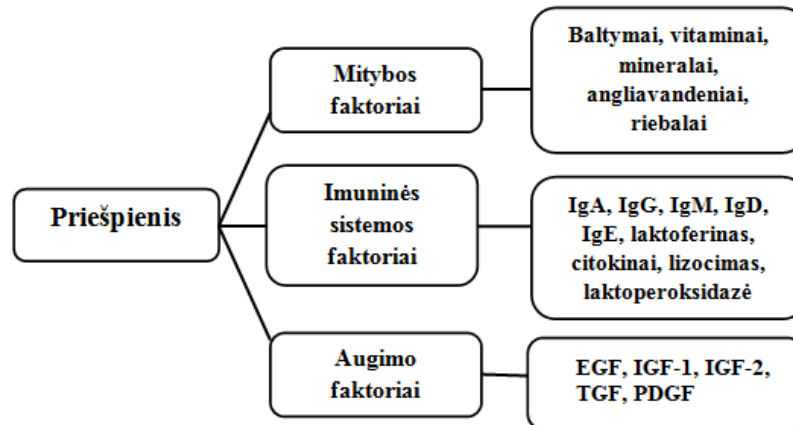 Priešpienis
Mitybos
faktoriai
Baltymai, vitaminai,
mineralai,
angliavandeniai,
riebalai
Imuninės
sistemos
faktoriai
IgA, IgG, IgM, IgD,
IgE, laktoferinas,
citokinai, lizocimas,
laktoperoksidazė
Augimo
faktoriai
EGF, IGF-1, IGF-2,
TGF, PDGF